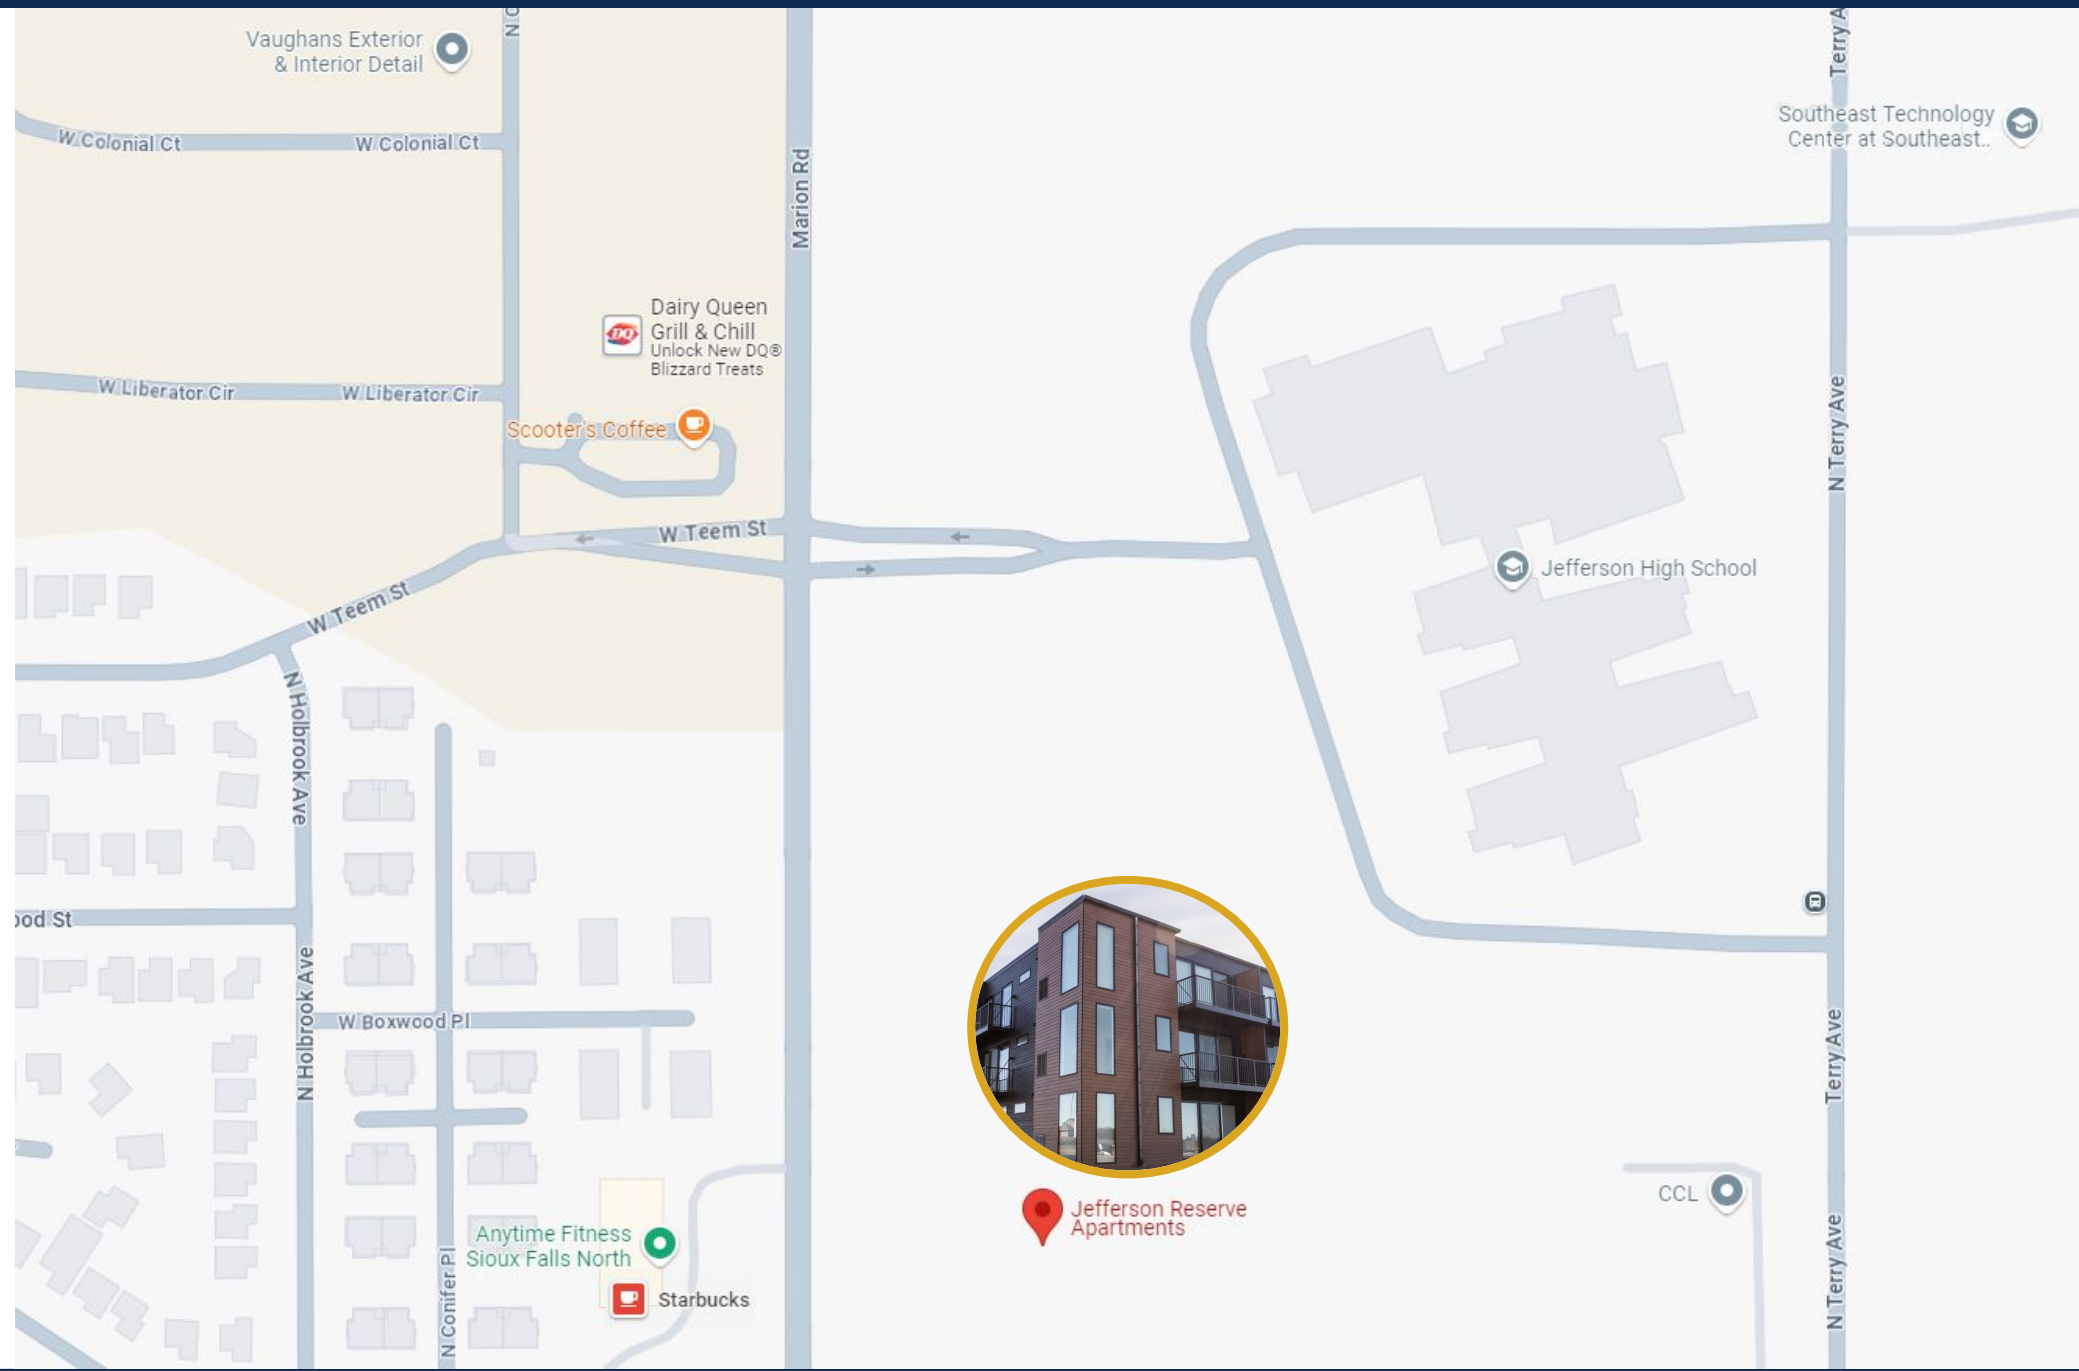 Vaughans Exterior
& Interior Detail
W Colonial Ct
W Colonial Ct
Marion Rd
Southeast Technology
Center at Southeast..
Dairy Queen
Grill & Chill
Unlock New DQ®
Blizzard Treats
DQ
W Liberator Cir
W Liberator Cir
Scooter's Coffee
N Terry Ave
W Teem St
W Teem St
Jefferson High School
N Holbrook Ave
ood St
N Holbrook Ave
W Boxwood Pl
Terry Ave
CCL
Jefferson Reserve
Apartments
Anytime Fitness
Sioux Falls North
Starbucks
N Conifer Pl
N Terry Ave
Terry A
N C